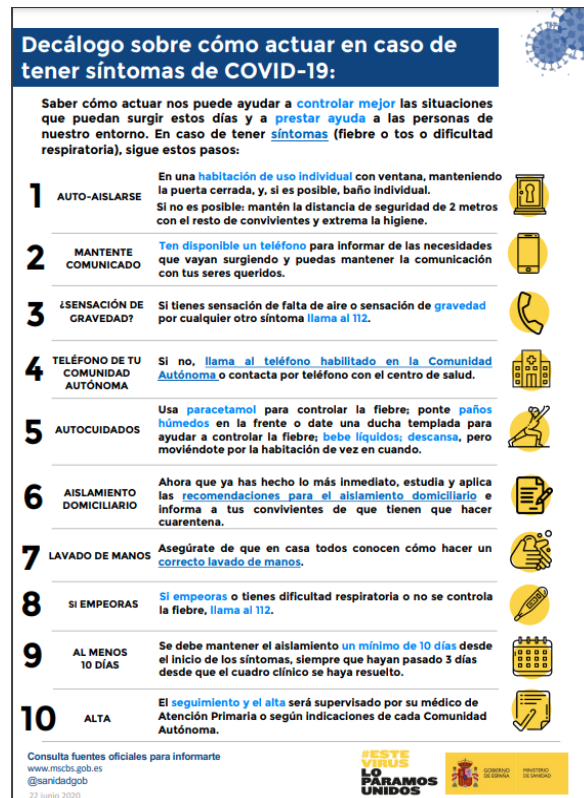 Decálogo sobre cómo actuar en caso de
tener síntomas de COVID-19:
Saber cómo actuar nos puede ayudar a controlar mejor las situaciones
que puedan surgir estos días y a prestar ayuda a las personas de
nuestro entorno. En caso de tener síntomas (fiebre o tos o dificultad
respiratoria), sigue estos pasos:
1
AUTO-AISLARSE
En una habitación de uso individual con ventana, manteniendo
la puerta cerrada, y, si es posible, baño individual.
Si no es posible: mantén la distancia de seguridad de 2 metros
con el resto de convivientes y extrema la higiene.
2
MANTENTE
COMUNICADO
Ten disponible un teléfono para informar de las necesidades
que vayan surgiendo y puedas mantener la comunicación
con tus seres queridos.
3
¿SENSACIÓN DE
GRAVEDAD?
Si tienes sensación de falta de aire o sensación de gravedad
por cualquier otro síntoma llama al 112.
4
TELÉFONO DE TU
COMUNIDAD
AUTÓNOMA
Si no, llama al teléfono habilitado en la Comunidad
Autónoma o contacta por teléfono con el centro de salud.
5
AUTOCUIDADOS
Usa paracetamol para controlar la fiebre; ponte paños
húmedos en la frente o date una ducha templada para
ayudar a controlar la fiebre; bebe líquidos; descansa, pero
moviéndote por la habitación de vez en cuando.
6
AISLAMIENTO
DOMICILIARIO
Ahora que ya has hecho lo más inmediato, estudia y aplica
las recomendaciones para el aislamiento domiciliario e
informa a tus convivientes de que tienen que hacer
cuarentena.
7
LAVADO DE MANOS
Asegúrate de que en casa todos conocen cómo hacer un
correcto lavado de manos.
8
SI EMPEORAS
Si empeoras o tienes dificultad respiratoria o no se controla
la fiebre, llama al 112.
9
AL MENOS
10 DÍAS
Se debe mantener el aislamiento un mínimo de 10 días desde
el inicio de los síntomas, siempre que hayan pasado 3 días
desde que el cuadro clínico se haya resuelto.
10
ALTA
El seguimiento y el alta será supervisado por su médico de
Atención Primaria o según indicaciones de cada Comunidad
Autónoma.
Consulta fuentes oficiales para informarte
www.mscbs.gob.es
@sanidadgob
22 junio 2020
#ESTE
VIRUS
LO
PARAMOS
UNIDOS
GOBIERNO
DE ESPAÑA
MINISTERIO
DE SANIDAD